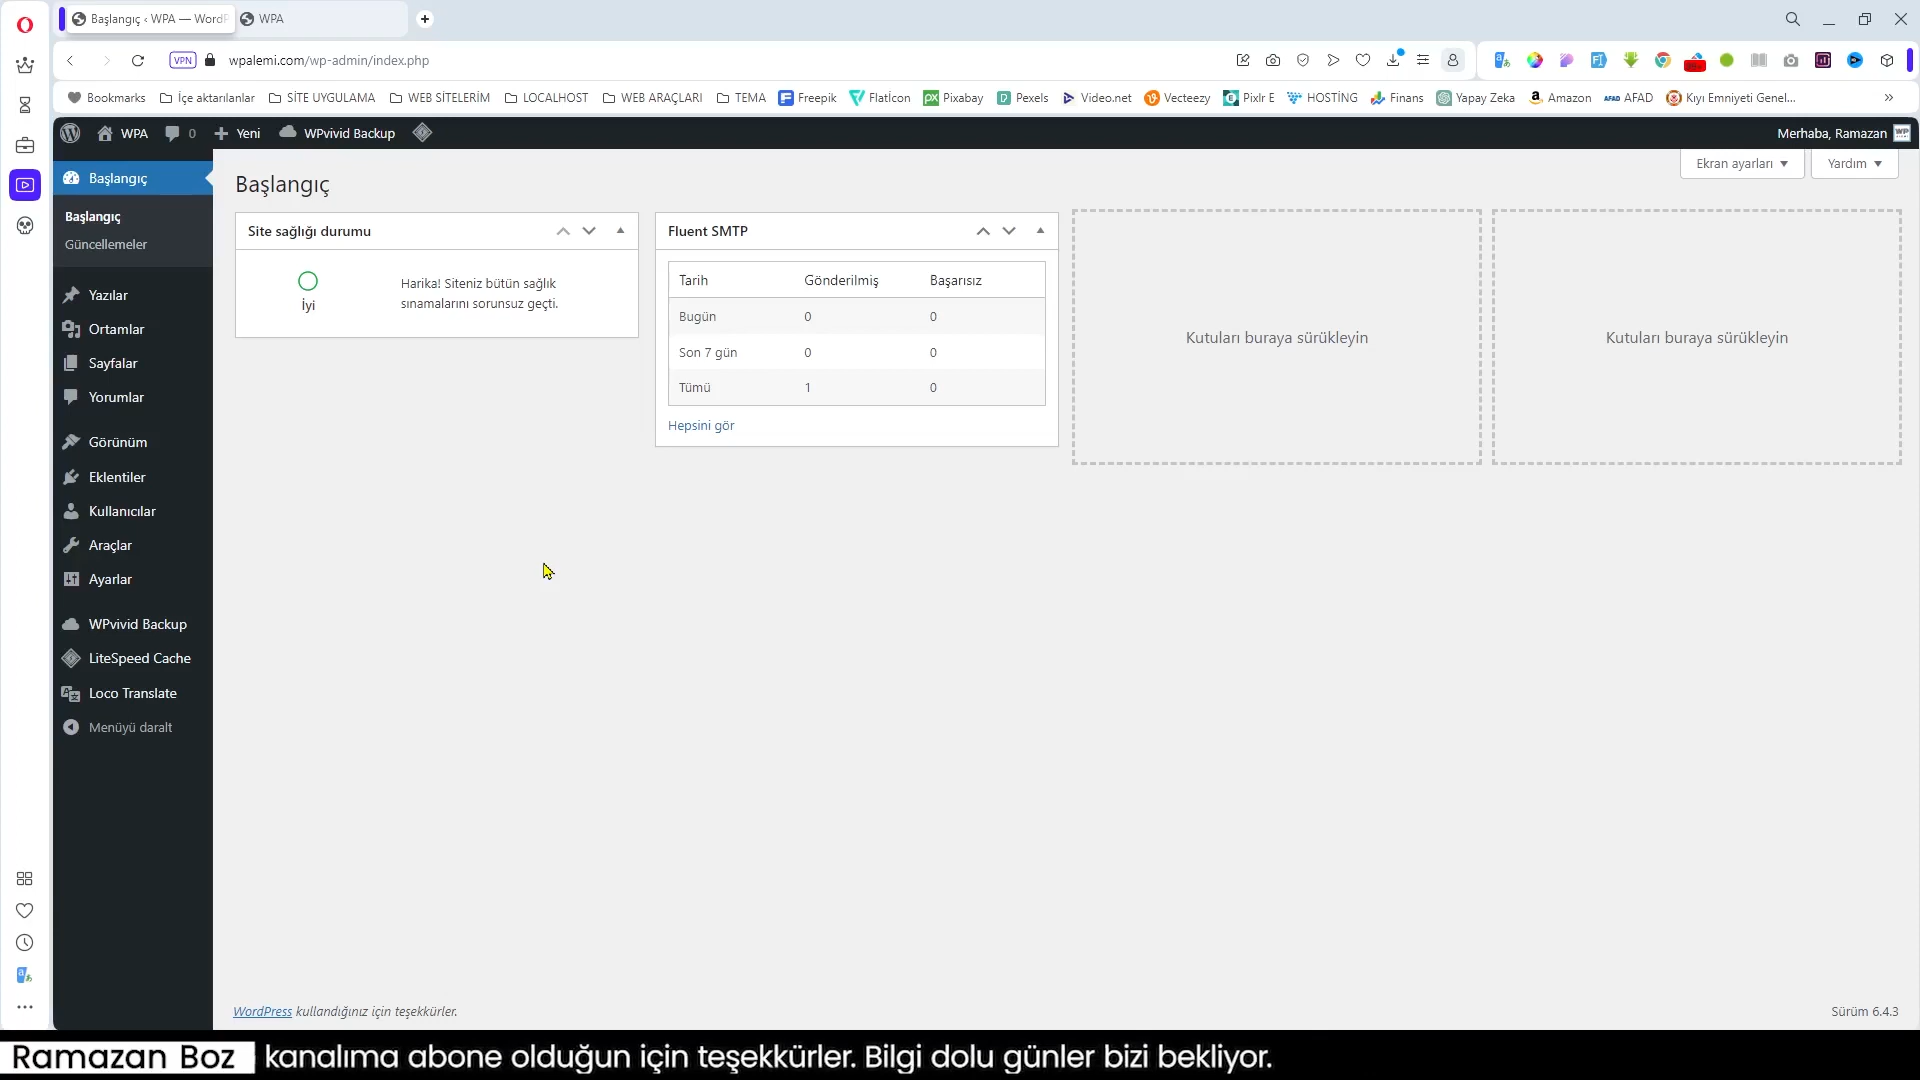 Başlangıç ‹ WPA — WordP
WPA
VPN
wpalemi.com/wp-admin/index.php
Bookmarks
İçe aktarılanlar
SİTE UYGULAMA
WEB SİTELERİM
LOCALHOST
WEB ARAÇLARI
TEMA
Freepik
Flatİcon
Pixabay
Pexels
Video.net
Vecteezy
Pixlr E
HOSTİNG
Finans
Yapay Zeka
Amazon
AFAD
Kıyı Emniyeti Genel...
WPA
0
Yeni
WPvivid Backup
Merhaba, Ramazan
Başlangıç
Başlangıç
Güncellemeler
Yazılar
Ortamlar
Sayfalar
Yorumlar
Görünüm
Eklentiler
Kullanıcılar
Araçlar
Ayarlar
WPvivid Backup
LiteSpeed Cache
Loco Translate
Menüyü daralt
Ekran ayarları
Yardım
Başlangıç
Site sağlığı durumu
İyi
Harika! Siteniz bütün sağlık
sınamalarını sorunsuz geçti.
Fluent SMTP
Tarih Gönderilmiş Başarısız
Bugün 0 0
Son 7 gün 0 0
Tümü 1 0
Hepsini gör
Kutuları buraya sürükleyin
Kutuları buraya sürükleyin
WordPress kullandığınız için teşekkürler.
Sürüm 6.4.3
Ramazan Boz kanalıma abone olduğun için teşekkürler. Bilgi dolu günler bizi bekliyor.